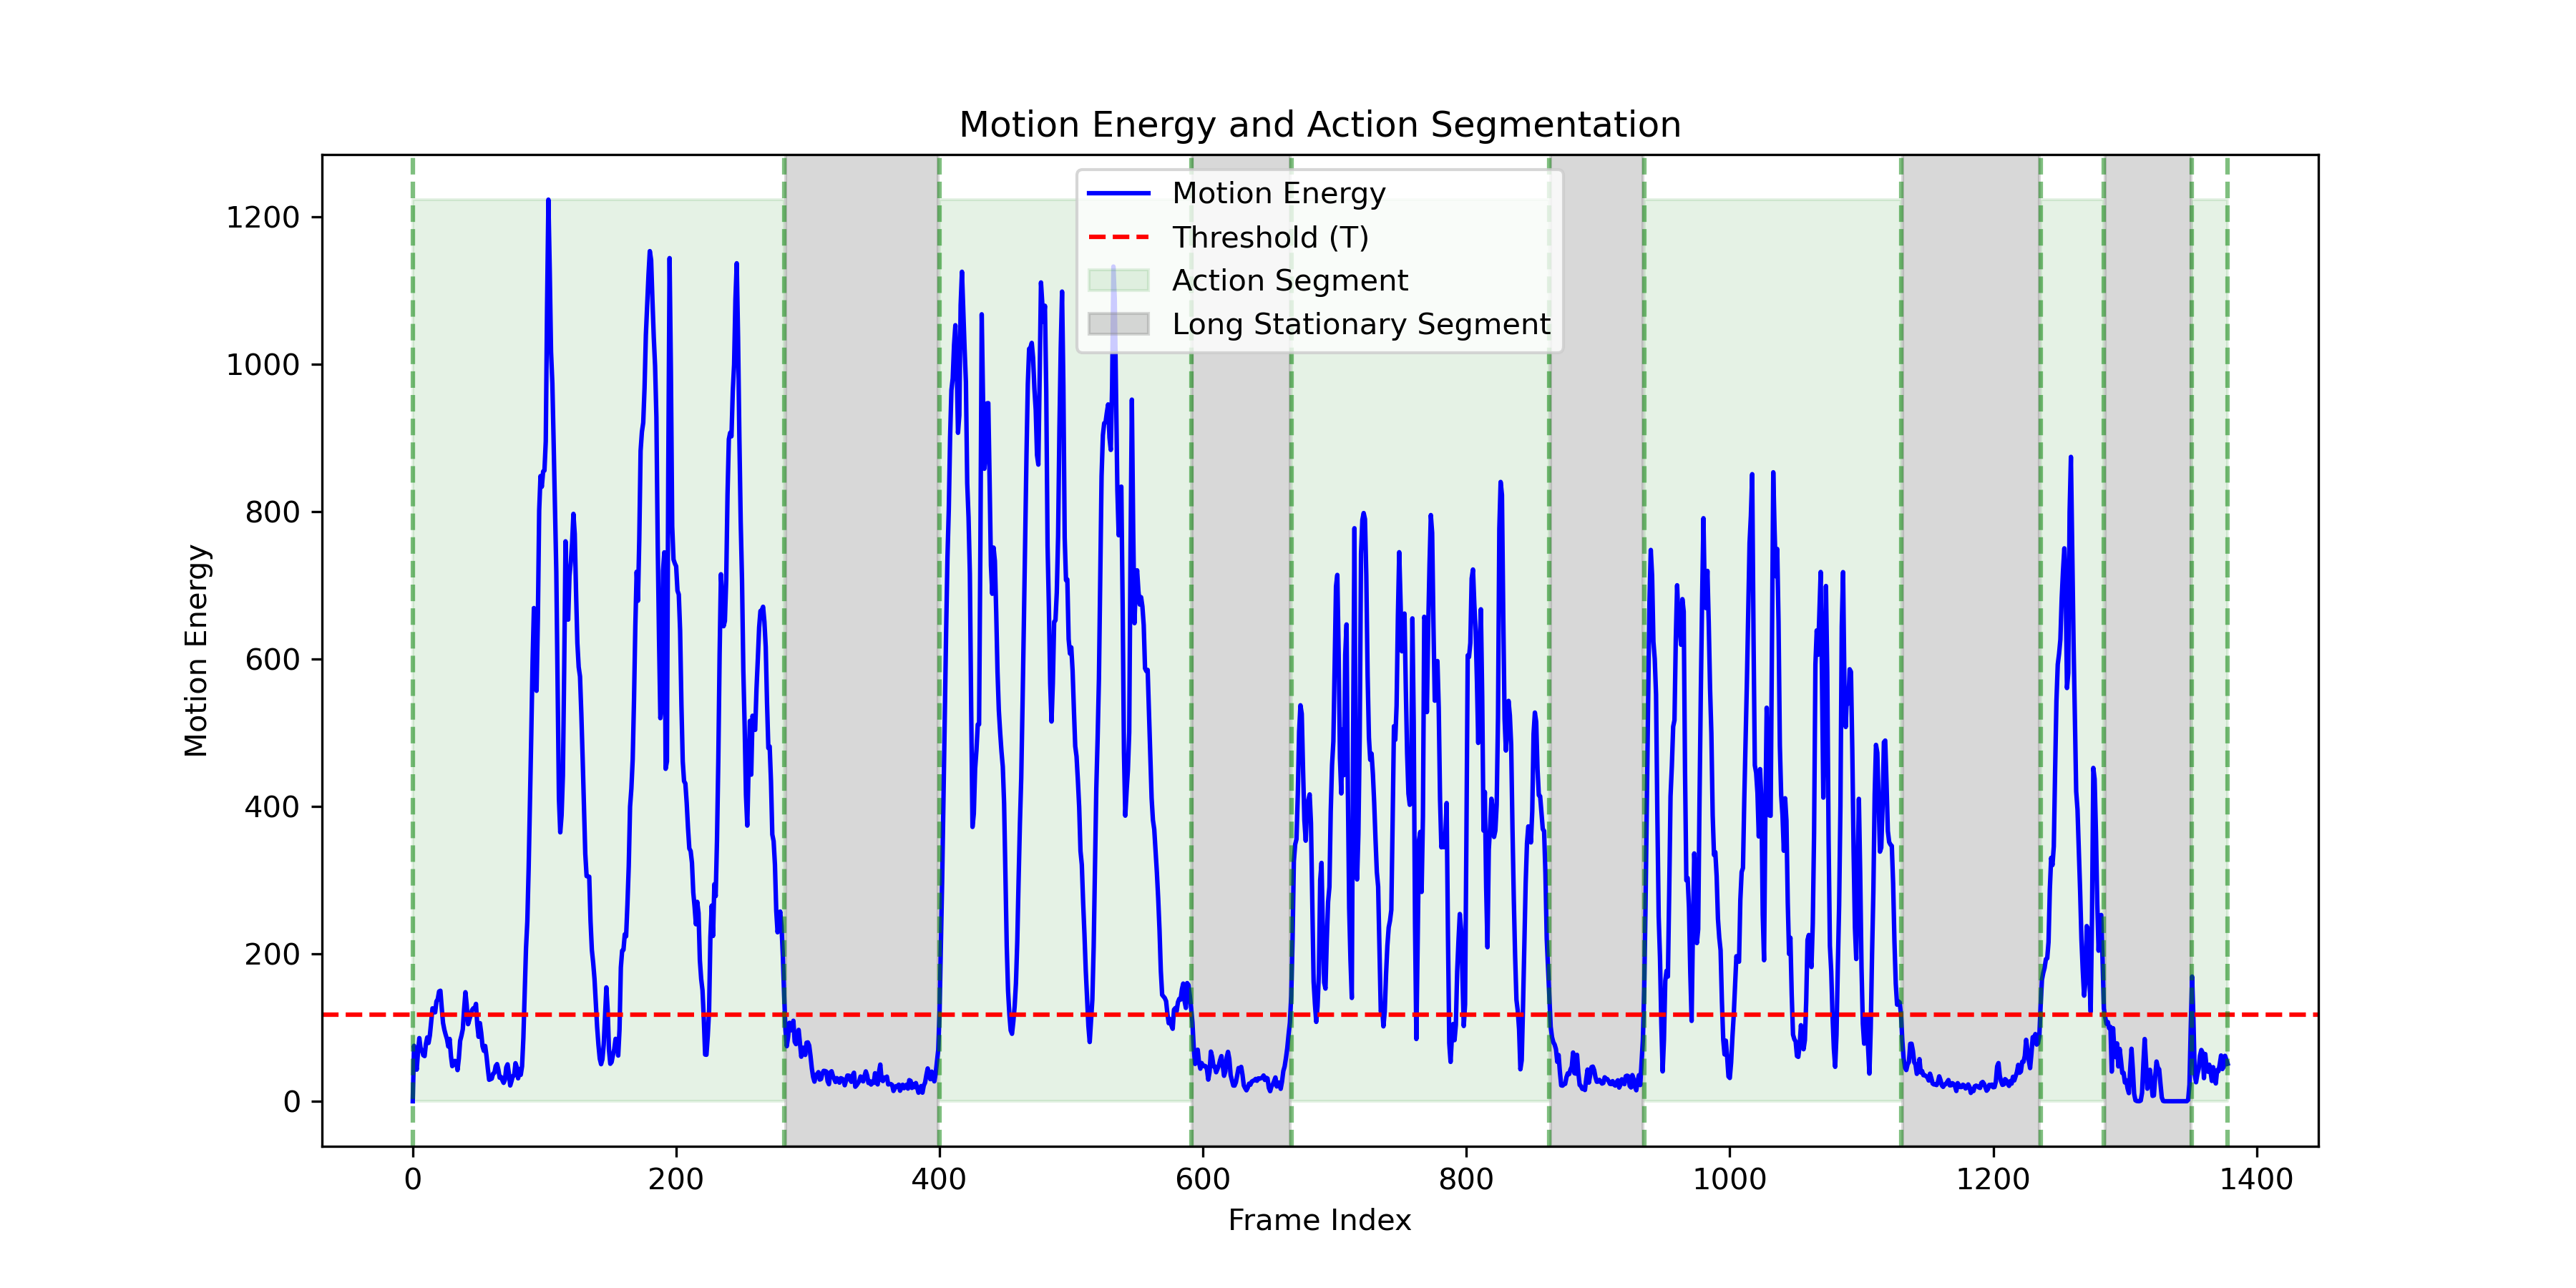 Motion Energy and Action Segmentation
Motion Energy
Threshold (T)
Action Segment
Long Stationary Segment
Motion Energy
1200
1000
800
600
400
200
0
0 200 400 600 800 1000 1200 1400
Frame Index